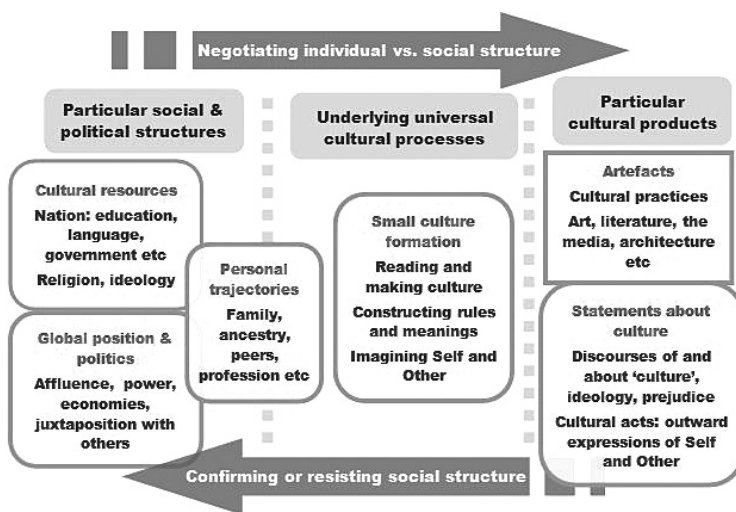 Negotiating individual vs. social structure
Particular social &
political structures
Underlying universal
cultural processes
Particular
cultural products
Cultural resources
Nation: education,
language,
government etc
Religion, ideology
Global position &
politics
Affluence, power,
economies,
juxtaposition with
others
Personal
trajectories
Family,
ancestry,
peers,
profession etc
Small culture
formation
Reading and
making culture
Constructing rules
and meanings
Imagining Self and
Other
Artefacts
Cultural practices
Art, literature, the
media, architecture
etc
Statements about
culture
Discourses of and
about ‘culture’,
ideology, prejudice
Cultural acts: outward
expressions of Self
and Other
Confirming or resisting social structure